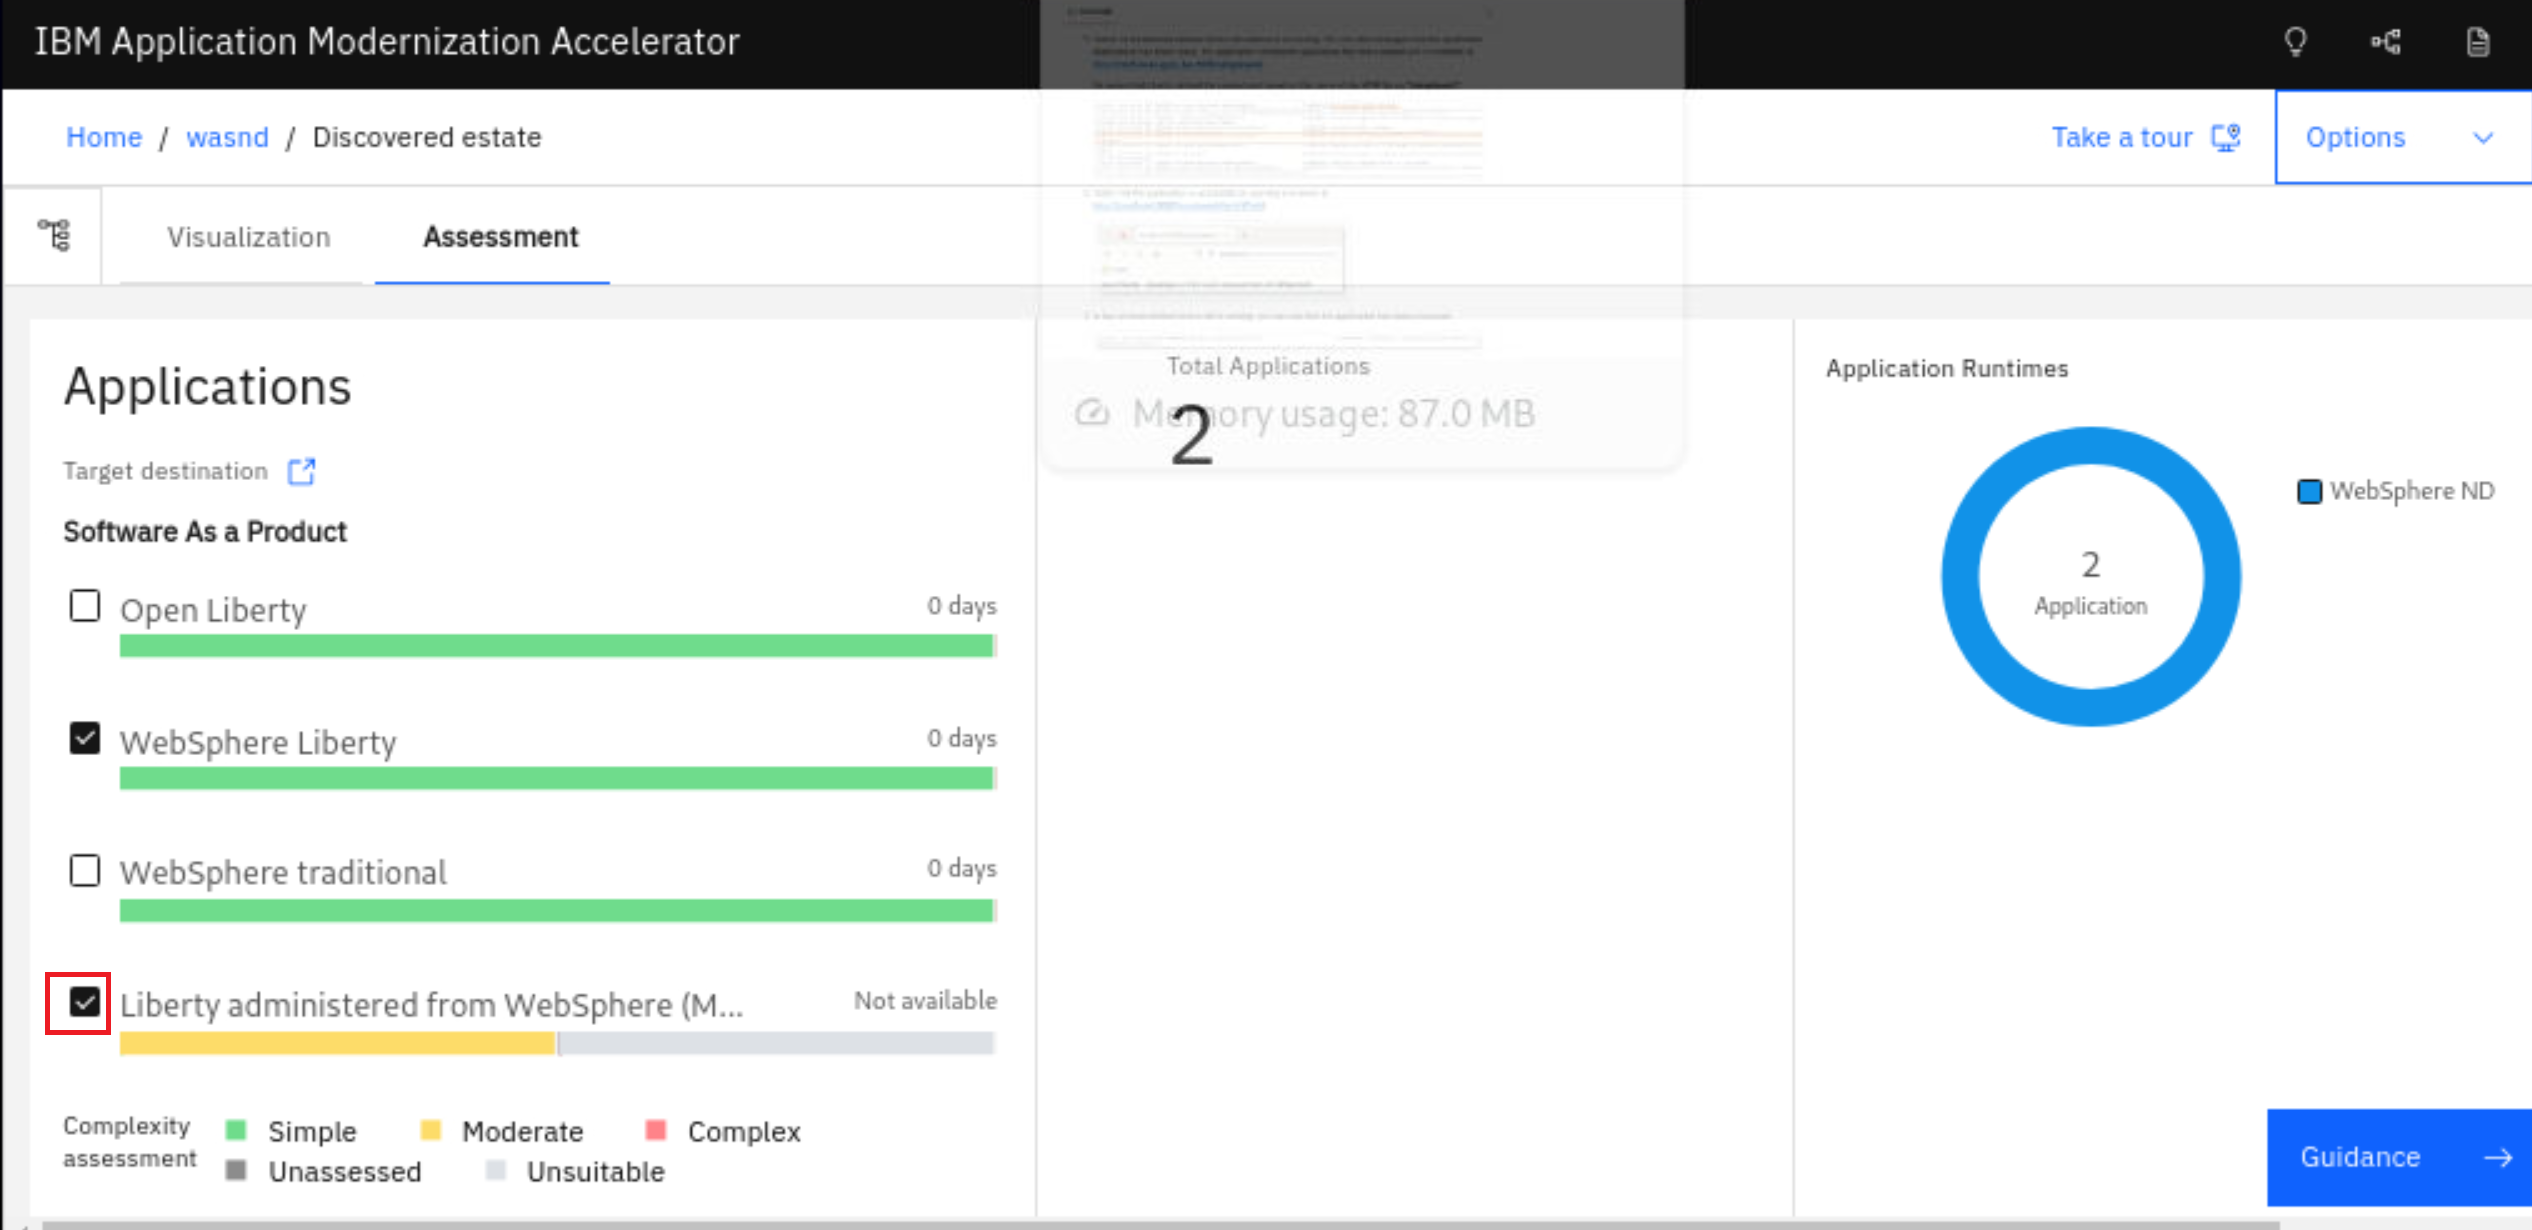 IBM Application Modernization Accelerator
Home / wasnd / Discovered estate
Take a tour
Options
Visualization
Assessment
Applications
Target destination
Software As a Product
Open Liberty
0 days
WebSphere Liberty
0 days
WebSphere traditional
0 days
Liberty administered from WebSphere (M...
Not available
Complexity
assessment
Simple
Moderate
Complex
Unassessed
Unsuitable
Total Applications
Memory usage: 87.0 MB
2
Application Runtimes
2
Application
WebSphere ND
Guidance